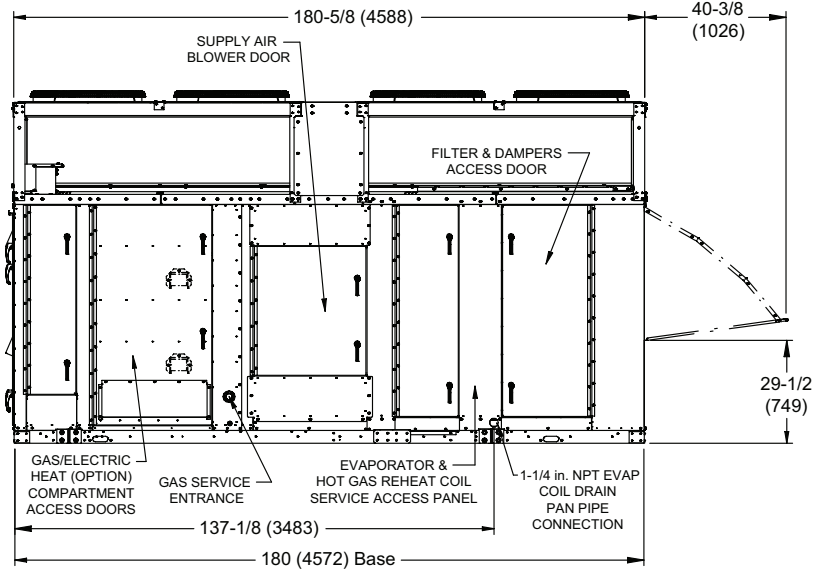 180-5/8 (4588)
40-3/8
(1026)
SUPPLY AIR
BLOWER DOOR
FILTER & DAMPERS
ACCESS DOOR
29-1/2
(749)
GAS/ELECTRIC
HEAT (OPTION)
COMPARTMENT
ACCESS DOORS
GAS SERVICE
ENTRANCE
EVAPORATOR &
HOT GAS REHEAT COIL
SERVICE ACCESS PANEL
1-1/4 in. NPT EVAP
COIL DRAIN
PAN PIPE
CONNECTION
137-1/8 (3483)
180 (4572) Base